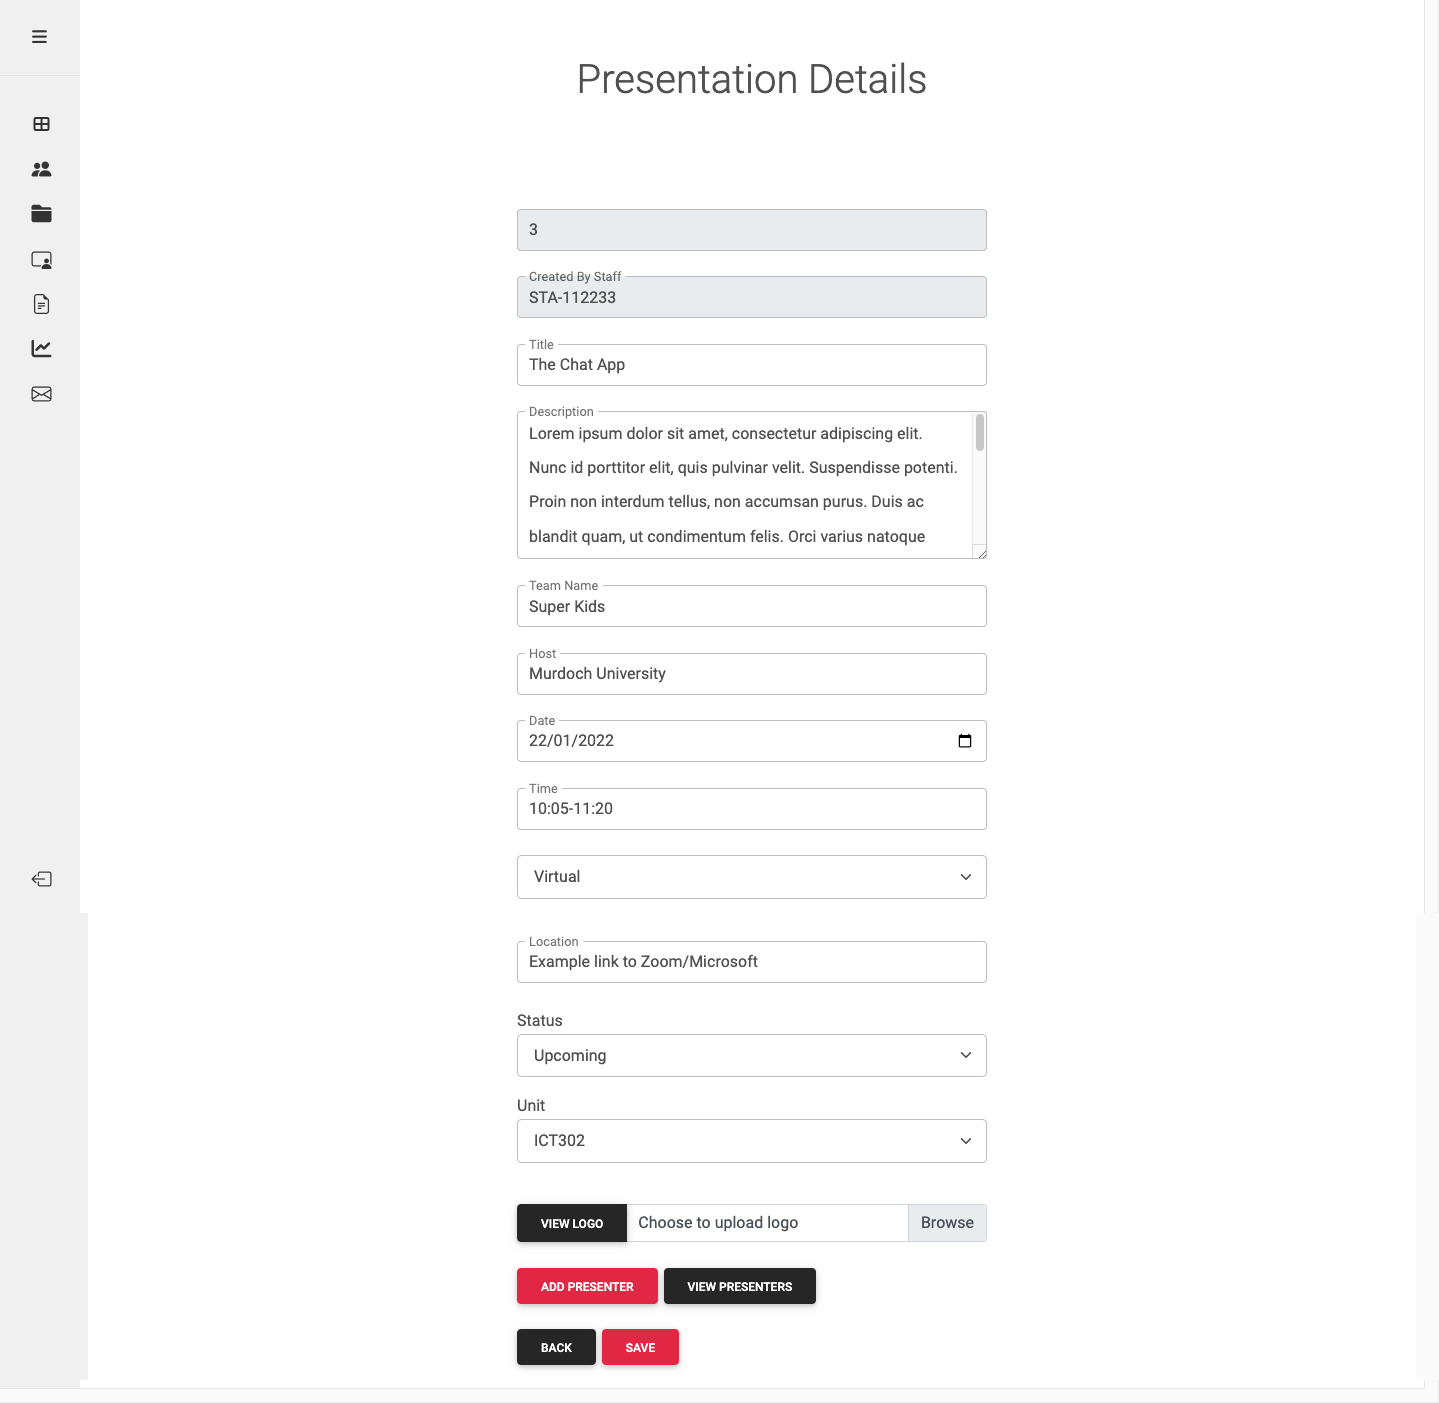 Presentation Details
3
Created By Staff
STA-112233
Title
The Chat App
Description
Lorem ipsum dolor sit amet, consectetur adipiscing elit.
Nunc id porttitor elit, quis pulvinar velit. Suspendisse potenti.
Proin non interdum tellus, non accumsan purus. Duis ac
blandit quam, ut condimentum felis. Orci varius natoque
Team Name
Super Kids
Host
Murdoch University
Date
22/01/2022
Time
10:05-11:20
Virtual
Location
Example link to Zoom/Microsoft
Status
Upcoming
Unit
ICT302
VIEW LOGO Choose to upload logo Browse
ADD PRESENTER VIEW PRESENTERS
BACK SAVE